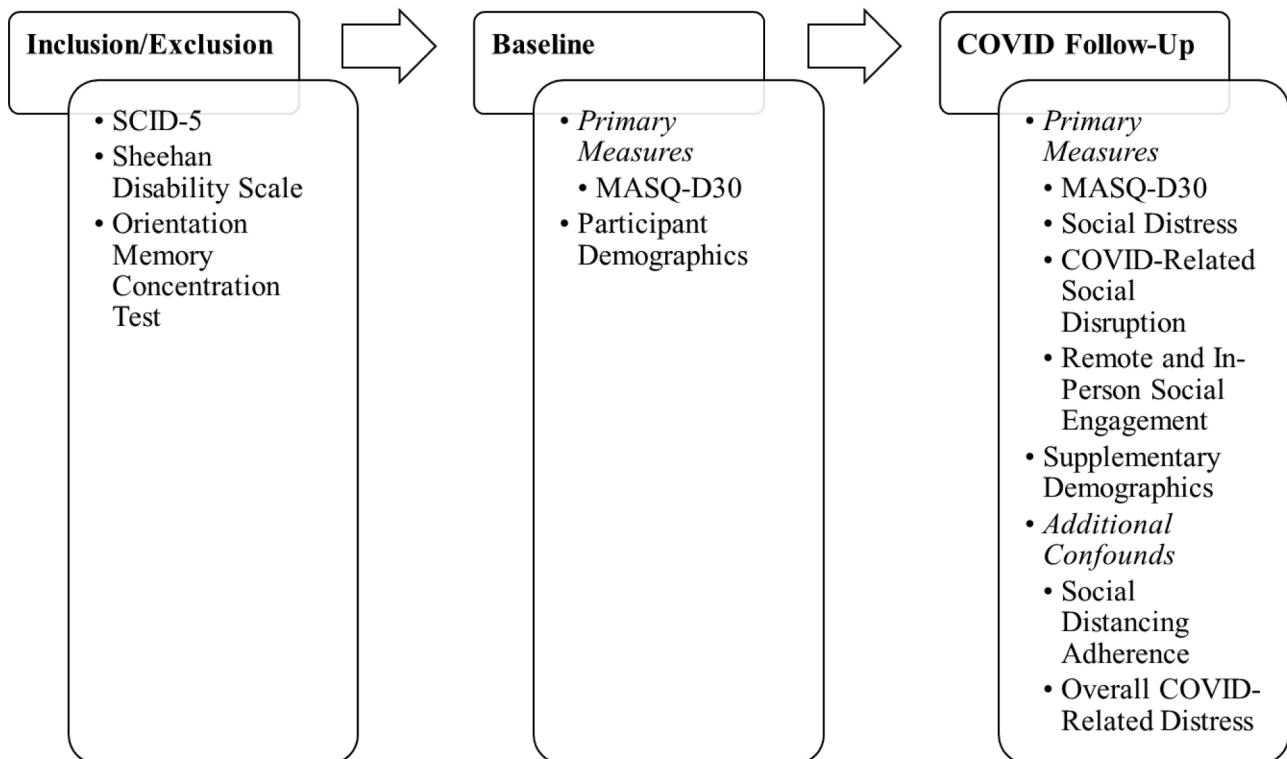 Inclusion/Exclusion
• SCID-5
• Sheehan
Disability Scale
• Orientation
Memory
Concentration
Test
Baseline
• Primary
Measures
• MASQ-D30
• Participant
Demographics
COVID Follow-Up
• Primary
Measures
• MASQ-D30
• Social Distress
• COVID-Related
Social
Disruption
• Remote and In-
Person Social
Engagement
• Supplementary
Demographics
• Additional
Confounds
• Social
Distancing
Adherence
• Overall COVID-
Related Distress